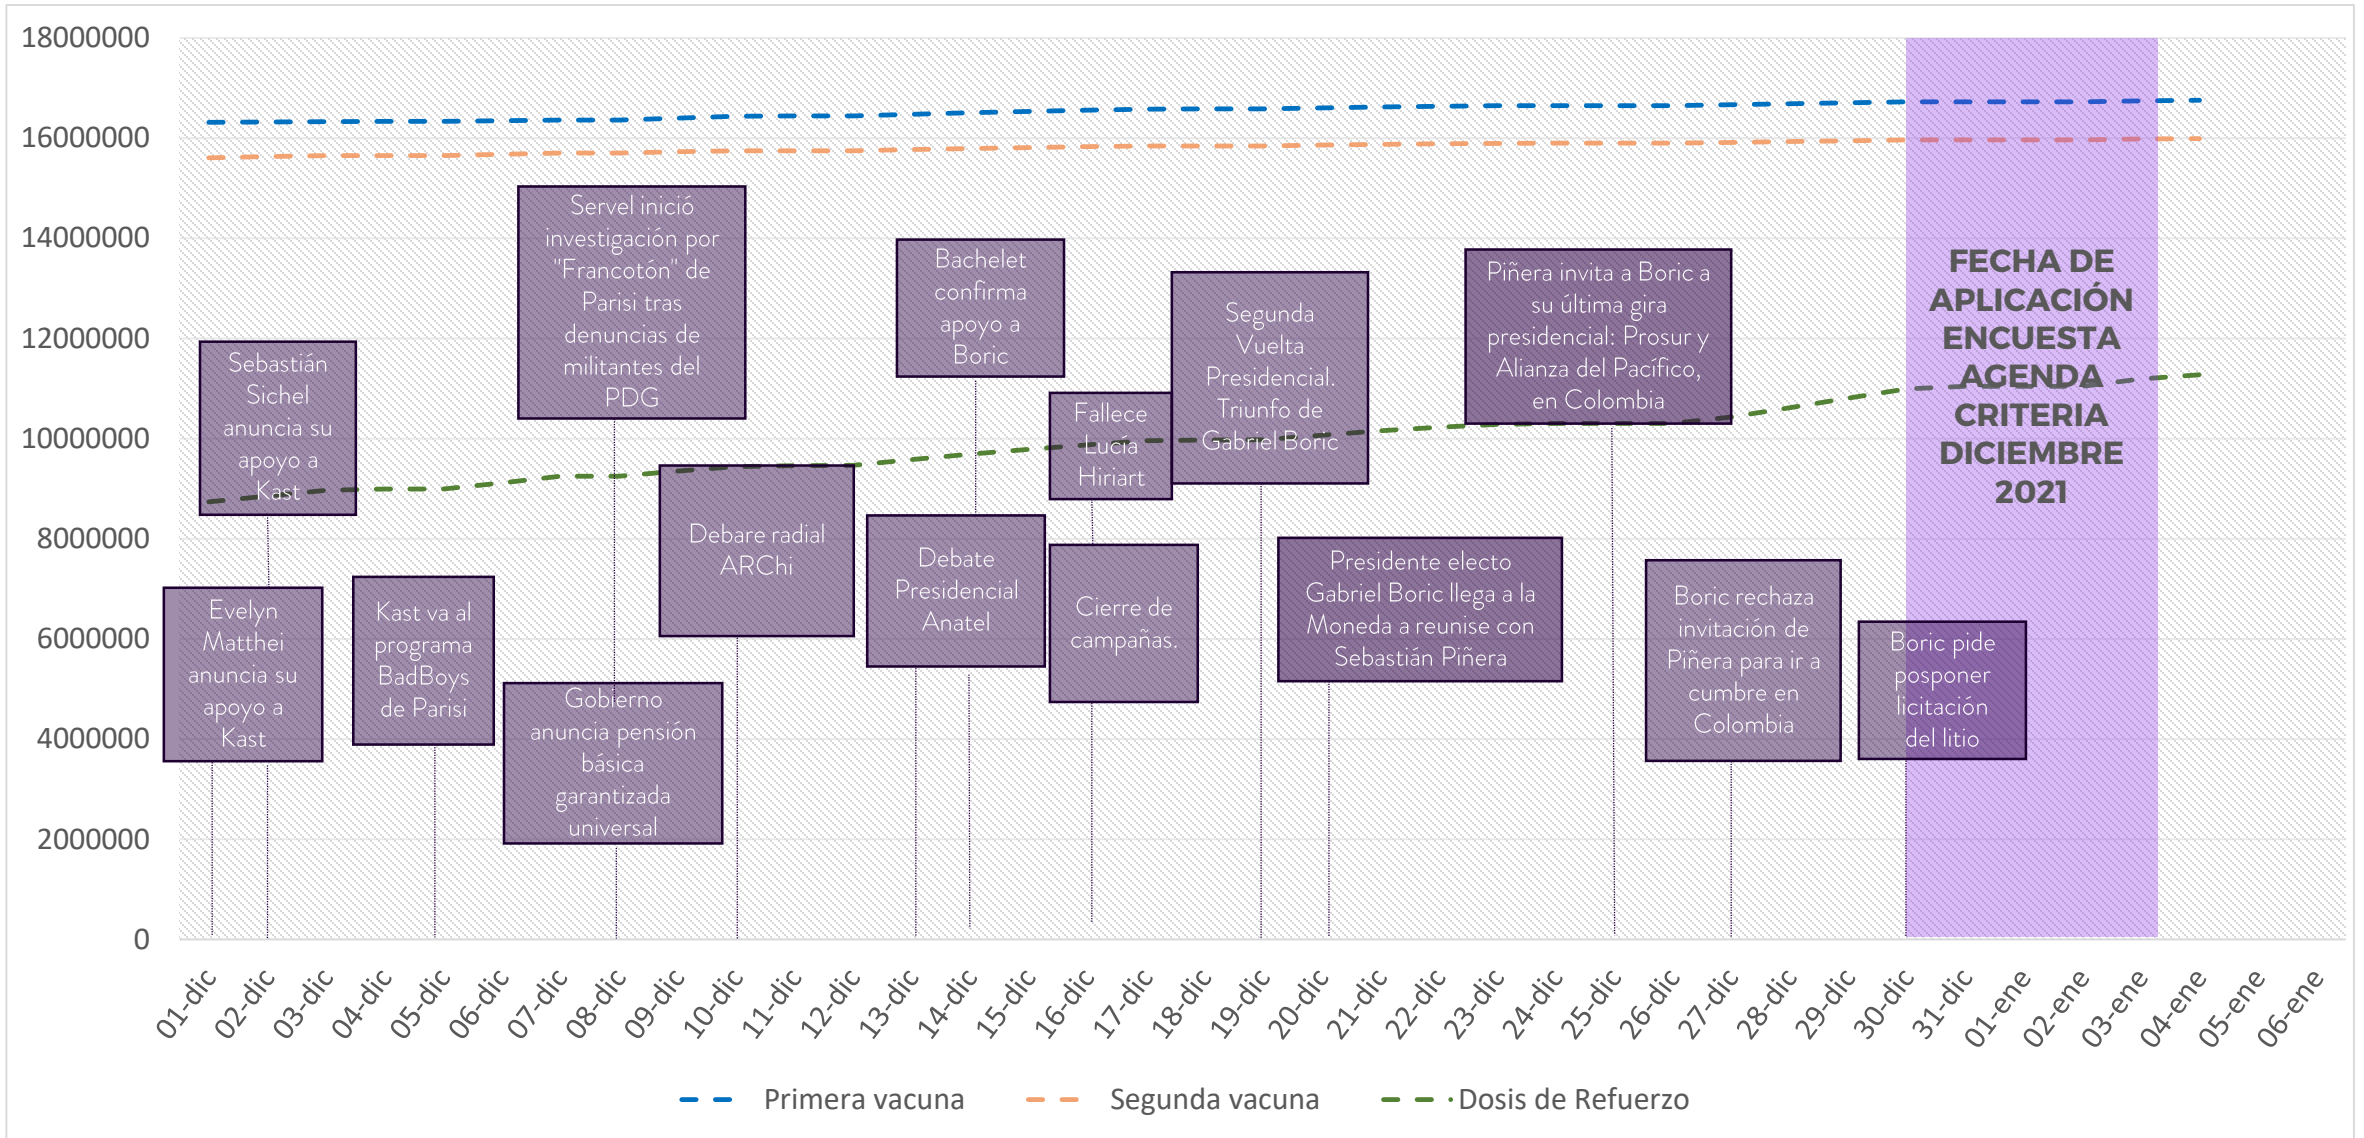 18000000
16000000
14000000
12000000
10000000
8000000
6000000
4000000
2000000
0
Sebastián
Sichel
anuncia su
apoyo a
Kast
Evelyn
Matthei
anuncia su
apoyo a
Kast
Kast va al
programa
BadBoys
de Parisi
Servel inició
investigación por
"Francotón" de
Parisi tras
denuncias de
militantes del
PDG
Gobierno
anuncia pensión
básica
garantizada
universal
Debare radial
ARChi
Bachelet
confirma
apoyo a
Boric
Debate
Presidencial
Anatel
Fallece
Lucía
Hiriart
Cierre de
campañas.
Segunda
Vuelta
Presidencial.
Triunfo de
Gabriel Boric
Presidente electo
Gabriel Boric llega a la
Moneda a reunise con
Sebastián Piñera
Piñera invita a Boric a
su última gira
presidencial: Prosur y
Alianza del Pacífico,
en Colombia
Boric rechaza
invitación de
Piñera para ir a
cumbre en
Colombia
Boric pide
posponer
licitación
del litio
FECHA DE
APLICACIÓN
ENCUESTA
AGENDA
CRITERIA
DICIEMBRE
2021
01-dic
02-dic
03-dic
04-dic
05-dic
06-dic
07-dic
08-dic
09-dic
10-dic
11-dic
12-dic
13-dic
14-dic
15-dic
16-dic
17-dic
18-dic
19-dic
20-dic
21-dic
22-dic
23-dic
24-dic
25-dic
26-dic
27-dic
28-dic
29-dic
30-dic
31-dic
01-ene
02-ene
03-ene
04-ene
05-ene
06-ene
Primera vacuna
Segunda vacuna
Dosis de Refuerzo